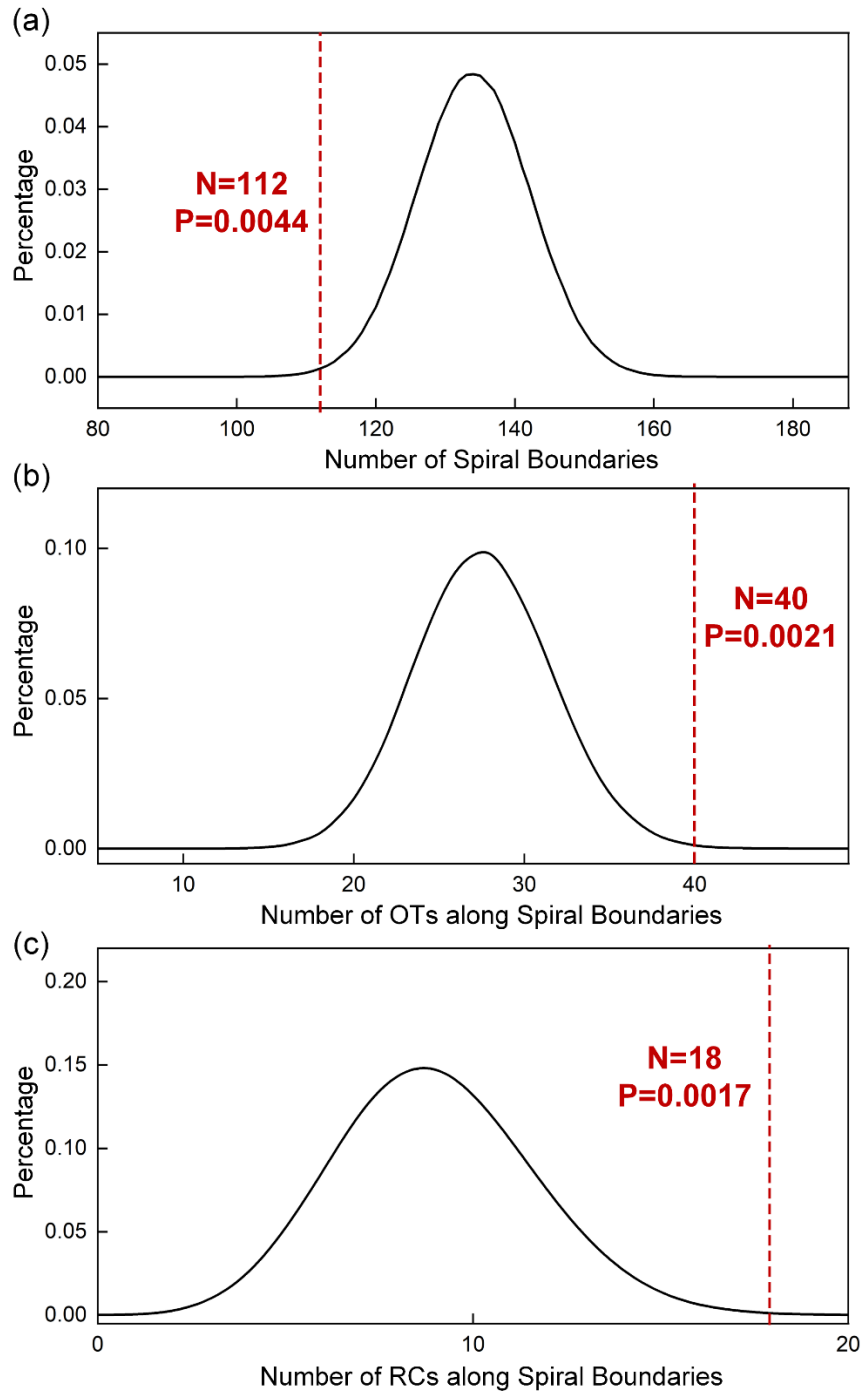 (a)
0.05
0.04
0.03
0.02
0.01
0.00
Percentage
N=112
P=0.0044
80 100 120 140 160 180
Number of Spiral Boundaries
(b)
0.10
0.05
0.00
Percentage
N=40
P=0.0021
10 20 30 40
Number of OTs along Spiral Boundaries
(c)
0.20
0.15
0.10
0.05
0.00
Percentage
N=18
P=0.0017
0 10 20
Number of RCs along Spiral Boundaries